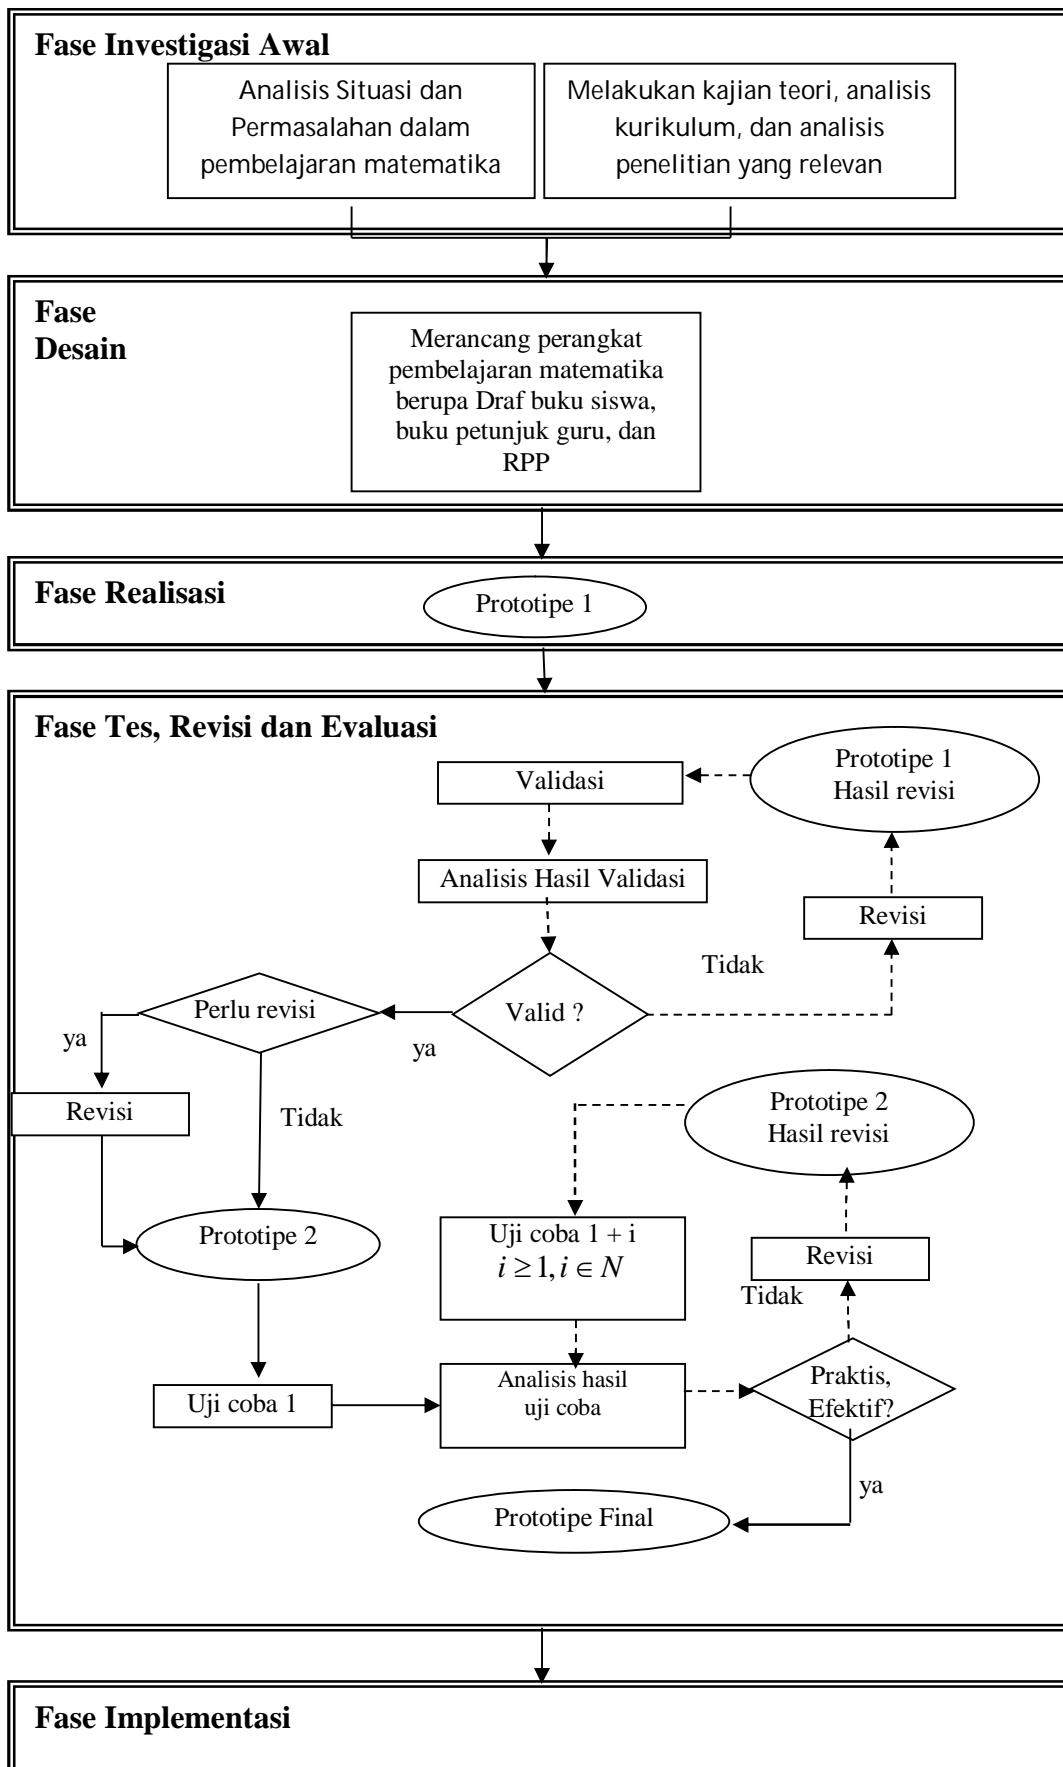 Fase Investigasi Awal
Analisis Situasi dan
Permasalahan dalam
pembelajaran matematika
Melakukan kajian teori, analisis
kurikulum, dan analisis
penelitian yang relevan
Fase
Desain
Merancang perangkat
pembelajaran matematika
berupa Draf buku siswa,
buku petunjuk guru, dan
RPP
Fase Realisasi
Prototipe 1
Fase Tes, Revisi dan Evaluasi
Prototipe 1
Hasil revisi
Validasi
Analisis Hasil Validasi
Revisi
Tidak
Valid ?
Perlu revisi
ya
ya
Revisi
Tidak
Prototipe 2
Hasil revisi
Prototipe 2
Uji coba 1 + i
i ≥ 1, i ∈ N
Revisi
Tidak
Uji coba 1
Analisis hasil
uji coba
Praktis,
Efektif?
ya
Prototipe Final
Fase Implementasi